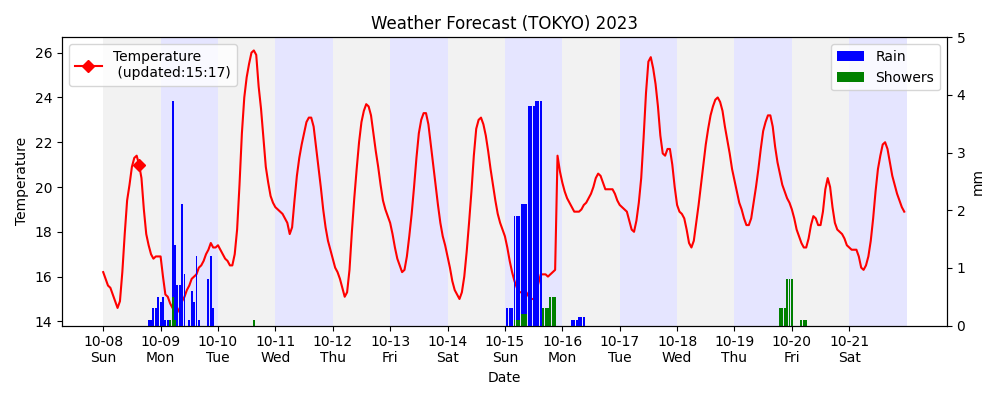 Weather Forecast (TOKYO) 2023
Temperature
(updated:15:17)
Rain
Showers
Temperature
26
24
22
20
18
16
14
5
4
3
2
1
0
mm
10-08 10-09 10-10 10-11 10-12 10-13 10-14 10-15 10-16 10-17 10-18 10-19 10-20 10-21
Sun Mon Tue Wed Thu Fri Sat Sun Mon Tue Wed Thu Fri Sat
Date